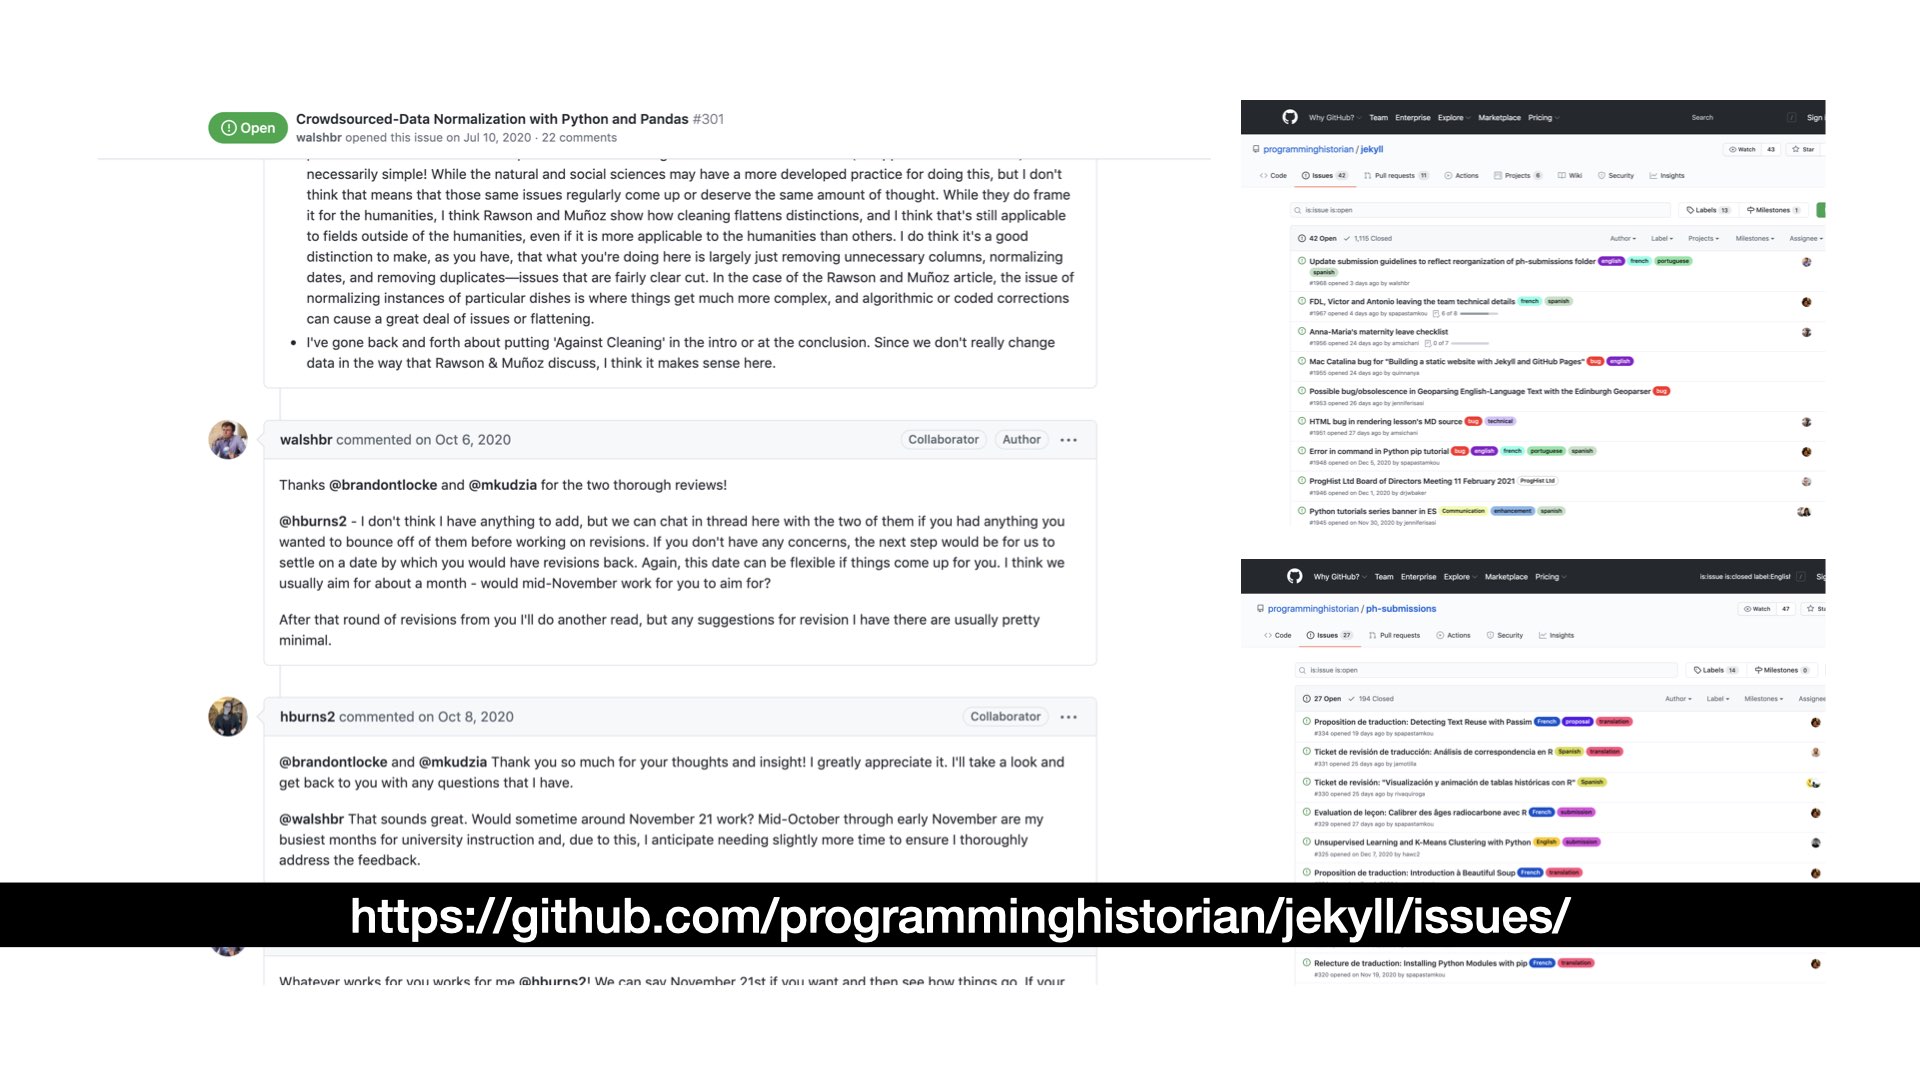 Open
Crowdsourced-Data Normalization with Python and Pandas #301
walshbr opened this issue on Jul 10, 2020 · 22 comments
necessarily simple! While the natural and social sciences may have a more developed practice for doing this, but I don't
think that means that those same issues regularly come up or deserve the same amount of thought. While they do frame
it for the humanities, I think Rawson and Muñoz show how cleaning flattens distinctions, and I think that's still applicable
to fields outside of the humanities, even if it is more applicable to the humanities than others. I do think it's a good
distinction to make, as you have, that what you're doing here is largely just removing unnecessary columns, normalizing
dates, and removing duplicates—issues that are fairly clear cut. In the case of the Rawson and Muñoz article, the issue of
normalizing instances of particular dishes is where things get much more complex, and algorithmic or coded corrections
can cause a great deal of issues or flattening.
• I've gone back and forth about putting 'Against Cleaning' in the intro or at the conclusion. Since we don't really change
data in the way that Rawson & Muñoz discuss, I think it makes sense here.
walshbr commented on Oct 6, 2020 Collaborator Author
Thanks @brandontlocke and @mkudzia for the two thorough reviews!
@hburns2 - I don't think I have anything to add, but we can chat in thread here with the two of them if you had anything you
wanted to bounce off of them before working on revisions. If you don't have any concerns, the next step would be for us to
settle on a date by which you would have revisions back. Again, this date can be flexible if things come up for you. I think we
usually aim for about a month - would mid-November work for you to aim for?
After that round of revisions from you I'll do another read, but any suggestions for revision I have there are usually pretty
minimal.
hburns2 commented on Oct 8, 2020 Collaborator
@brandontlocke and @mkudzia Thank you so much for your thoughts and insight! I greatly appreciate it. I'll take a look and
get back to you with any questions that I have.
@walshbr That sounds great. Would sometime around November 21 work? Mid-October through early November are my
busiest months for university instruction and, due to this, I anticipate needing slightly more time to ensure I thoroughly
address the feedback.
https://github.com/programminghistorian/jekyll/issues/
Whatever works for you works for me @hburns2! We can say November 21st if you want and then see how things go. If your
Why GitHub? Team Enterprise Explore Marketplace Pricing Search / Sign
programminghistorian / jekyll Watch 43 Star
Code Issues 42 Pull requests 11 Actions Projects 6 Wiki Security Insights
is:issue is:open Labels 13 Milestones 1
42 Open 1,115 Closed Author Label Projects Milestones Assignee
Update submission guidelines to reflect reorganization of ph-submissions folder english french portuguese
spanish
#1968 opened 3 days ago by walshbr
FDL, Victor and Antonio leaving the team technical details french spanish
#1967 opened 4 days ago by spapastamkou 6 of 8
Anna-Maria's maternity leave checklist
#1956 opened 24 days ago by amsichani 0 of 7
Mac Catalina bug for "Building a static website with Jekyll and GitHub Pages" bug english
#1955 opened 24 days ago by quinnanya
Possible bug/obsolescence in Geoparsing English-Language Text with the Edinburgh Geoparser bug
#1953 opened 26 days ago by jenniferisasi
HTML bug in rendering lesson's MD source bug technical
#1951 opened 27 days ago by amsichani
Error in command in Python pip tutorial bug english french portuguese spanish
#1948 opened on Dec 5, 2020 by spapastamkou
ProgHist Ltd Board of Directors Meeting 11 February 2021 ProgHist Ltd
#1946 opened on Dec 1, 2020 by drjwbaker
Python tutorials series banner in ES Communication enhancement spanish
#1945 opened on Nov 30, 2020 by jenniferisasi
Why GitHub? Team Enterprise Explore Marketplace Pricing is:issue is:closed label:English / Sig
programminghistorian / ph-submissions Watch 47
Code Issues 27 Pull requests Actions Security Insights
is:issue is:open Labels 14 Milestones 0
27 Open 194 Closed Author Label Milestones Assignee
Proposition de traduction: Detecting Text Reuse with Passim French proposal translation
#334 opened 19 days ago by spapastamkou
Ticket de revisión de traducción: Análisis de correspondencia en R Spanish translation
#331 opened 25 days ago by jamotilla
Ticket de revisión: "Visualización y animación de tablas históricas con R" Spanish
#330 opened 25 days ago by rivaquiroga
Evaluation de leçon: Calibrer des âges radiocarbone avec R French submission
#329 opened 27 days ago by spapastamkou
Unsupervised Learning and K-Means Clustering with Python English submission
#325 opened on Dec 7, 2020 by hawc2
Proposition de traduction: Introduction à Beautiful Soup French translation
Relecture de traduction: Installing Python Modules with pip French translation
#320 opened on Nov 19, 2020 by spapastamkou